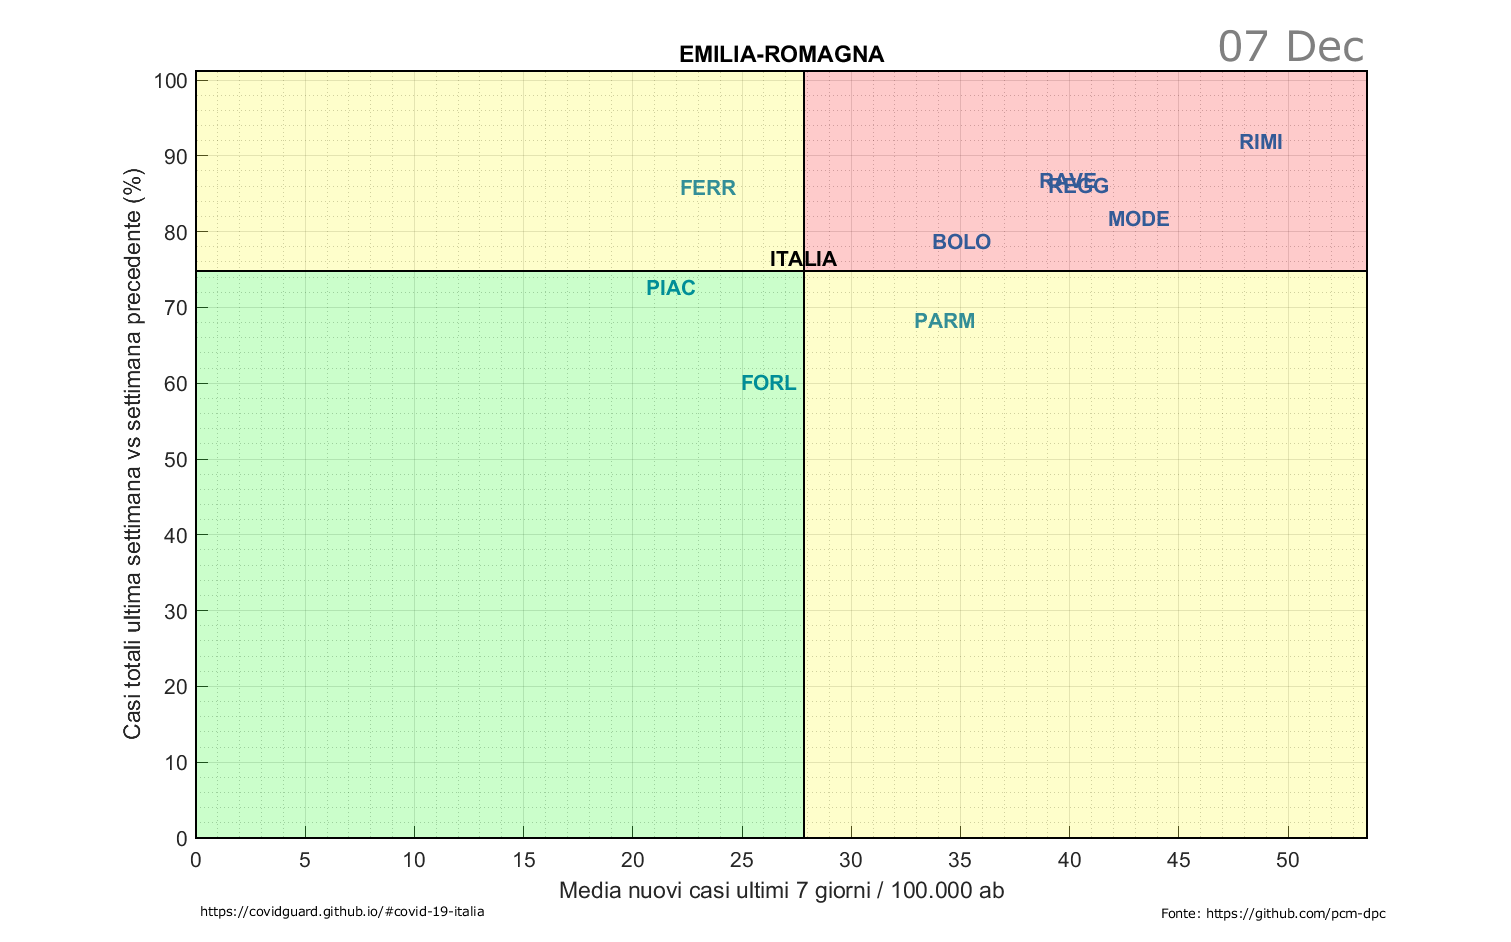 07 Dec
EMILIA-ROMAGNA
100
90
80
70
60
50
40
30
20
10
0
Casi totali ultima settimana vs settimana precedente (%)
RIMI
RAVE
REGG
FERR
MODE
BOLO
ITALIA
PIAC
PARM
FORL
0 5 10 15 20 25 30 35 40 45 50
Media nuovi casi ultimi 7 giorni / 100.000 ab
https://covidguard.github.io/#covid-19-italia
Fonte: https://github.com/pcm-dpc